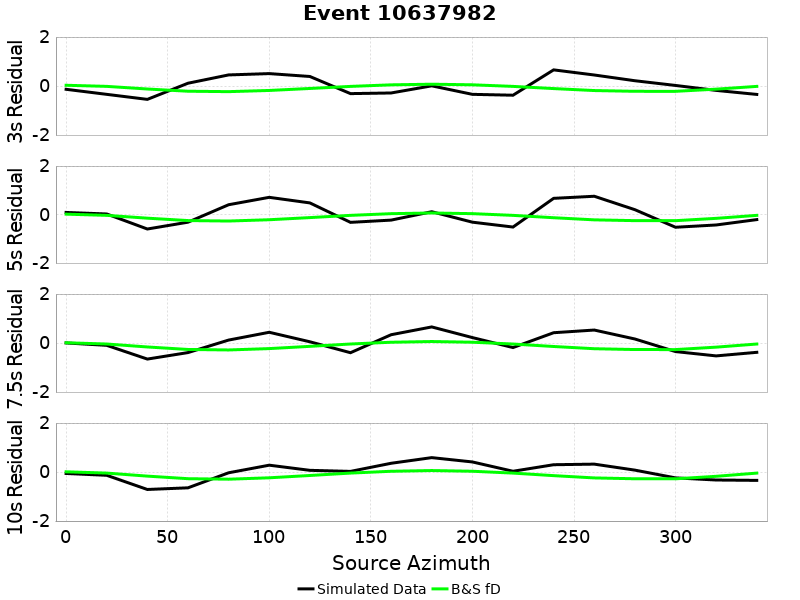 Event 10637982
3s Residual
2
0
-2
5s Residual
2
0
-2
7.5s Residual
2
0
-2
10s Residual
2
0
-2
0 50 100 150 200 250 300
Source Azimuth
Simulated Data B&S fD